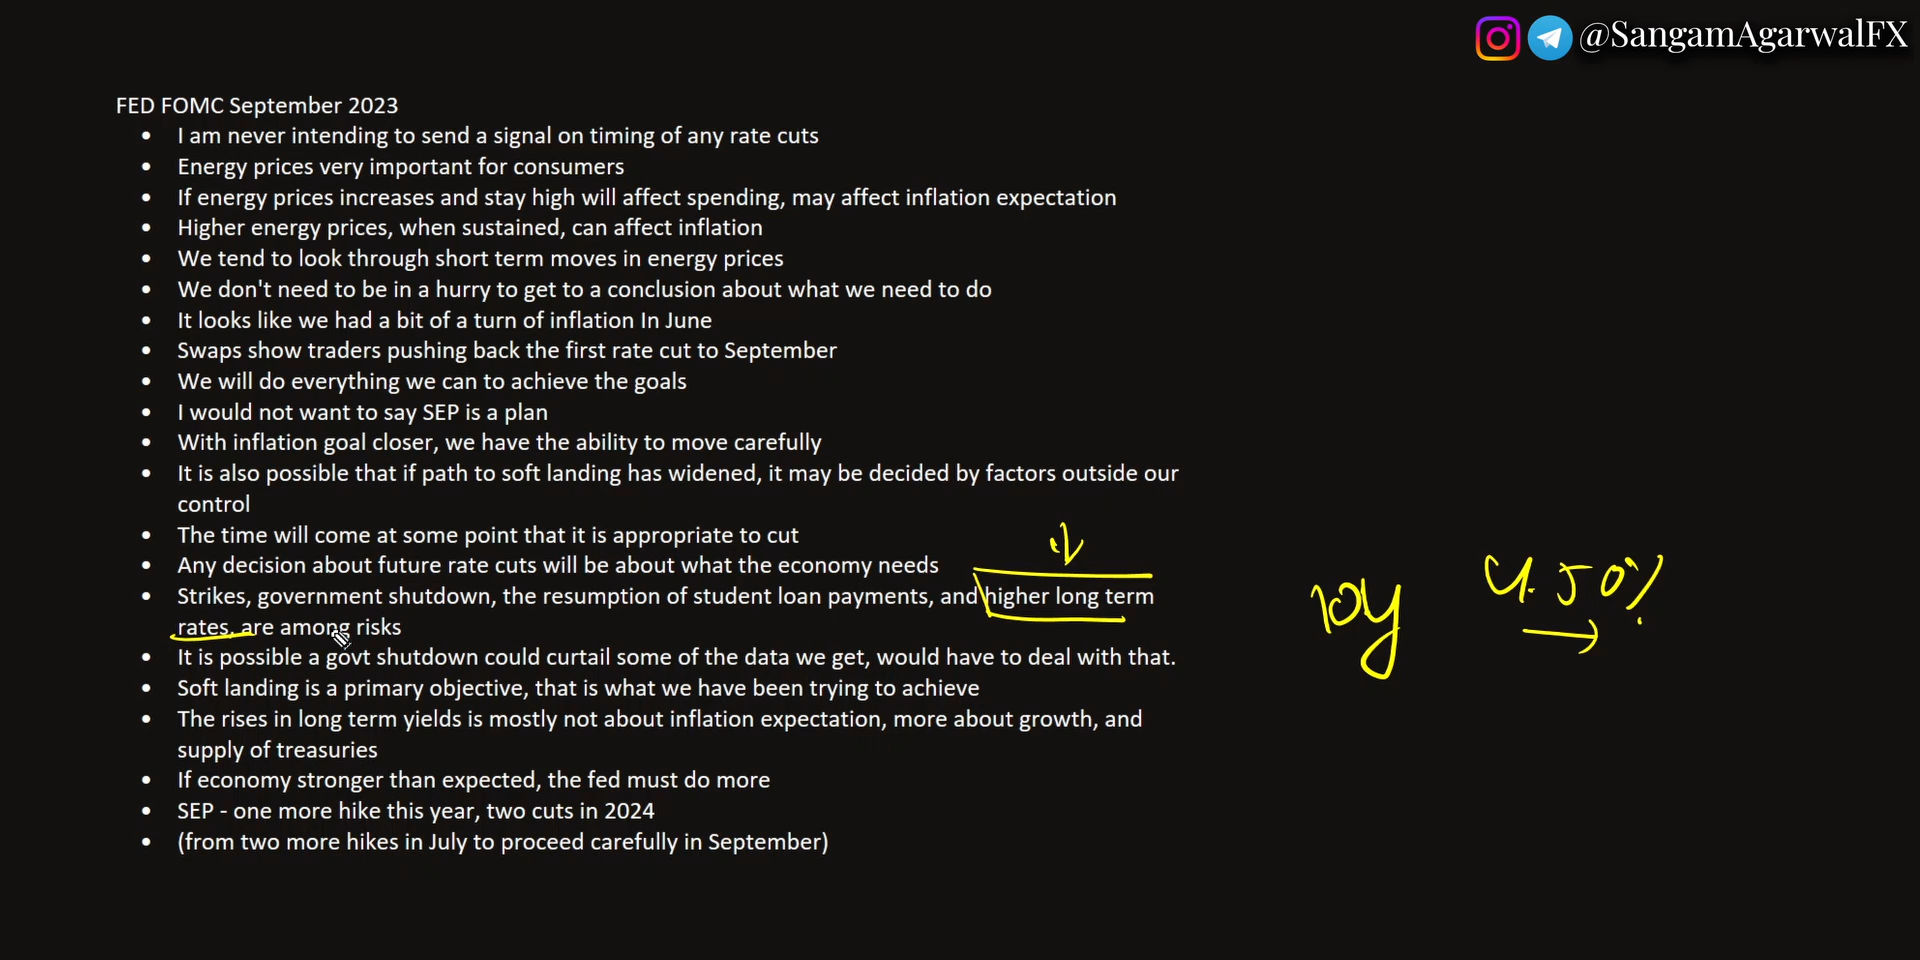 @SangamAgarwalFX
FED FOMC September 2023
• I am never intending to send a signal on timing of any rate cuts
• Energy prices very important for consumers
• If energy prices increases and stay high will affect spending, may affect inflation expectation
• Higher energy prices, when sustained, can affect inflation
• We tend to look through short term moves in energy prices
• We don't need to be in a hurry to get to a conclusion about what we need to do
• It looks like we had a bit of a turn of inflation In June
• Swaps show traders pushing back the first rate cut to September
• We will do everything we can to achieve the goals
• I would not want to say SEP is a plan
• With inflation goal closer, we have the ability to move carefully
• It is also possible that if path to soft landing has widened, it may be decided by factors outside our
control
• The time will come at some point that it is appropriate to cut
• Any decision about future rate cuts will be about what the economy needs
• Strikes, government shutdown, the resumption of student loan payments, and higher long term
rates, are among risks
• It is possible a govt shutdown could curtail some of the data we get, would have to deal with that.
• Soft landing is a primary objective, that is what we have been trying to achieve
• The rises in long term yields is mostly not about inflation expectation, more about growth, and
supply of treasuries
• If economy stronger than expected, the fed must do more
• SEP - one more hike this year, two cuts in 2024
• (from two more hikes in July to proceed carefully in September)
10y
4.50%